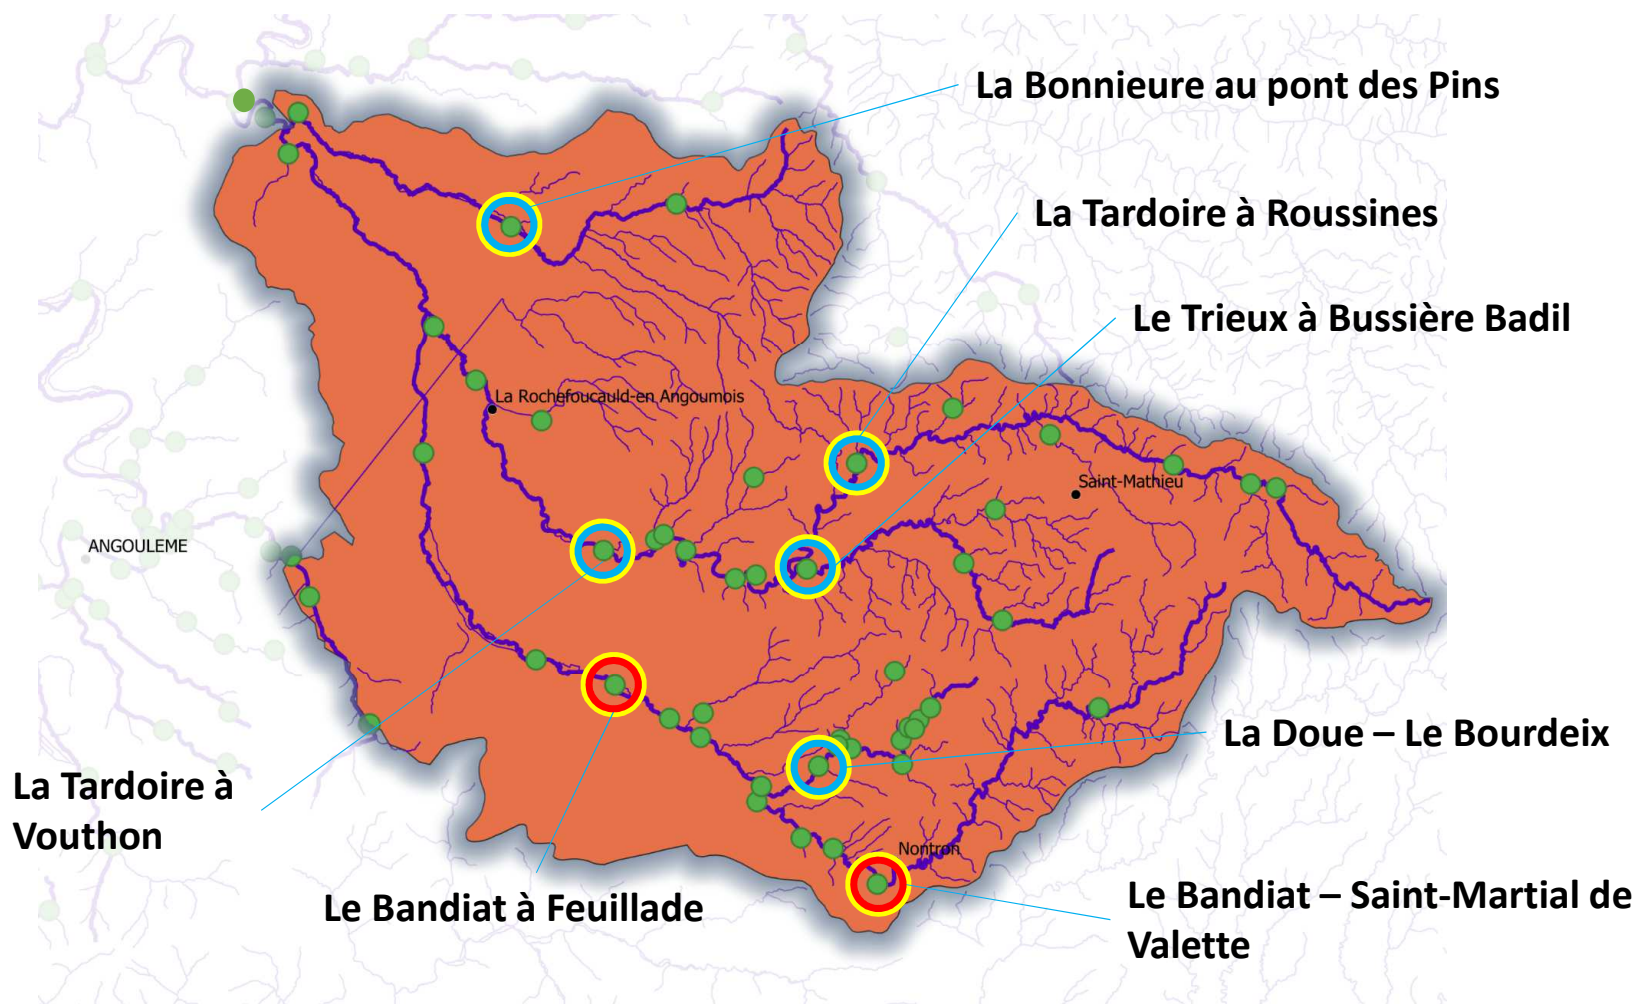 La Bonnieure au pont des Pins
La Tardoire à Roussines
Le Trieux à Bussière Badil
La Rochefoucauld-en Angoumois
Saint-Mathieu
ANGOULEME
La Doue – Le Bourdeix
La Tardoire à
Vouthon
Nontron
Le Bandiat à Feuillade
Le Bandiat – Saint-Martial de
Valette